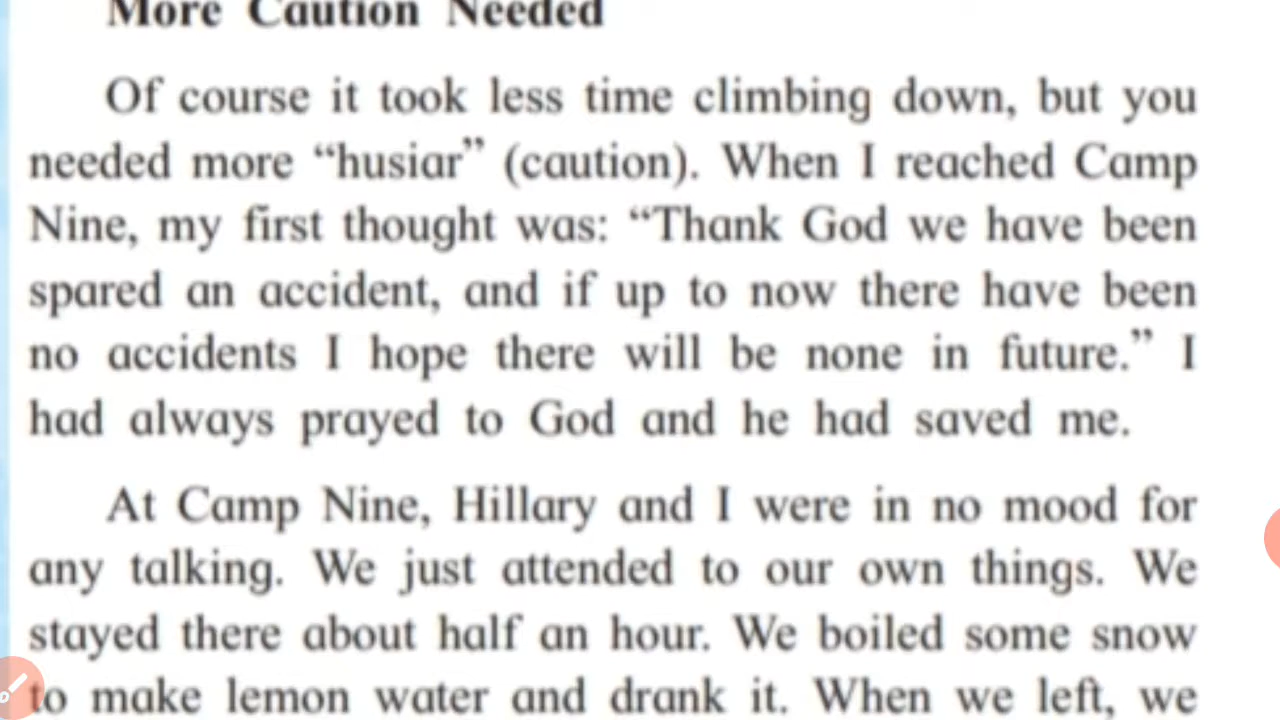 More Caution Needed
Of course it took less time climbing down, but you
needed more “husiar” (caution). When I reached Camp
Nine, my first thought was: “Thank God we have been
spared an accident, and if up to now there have been
no accidents I hope there will be none in future.” I
had always prayed to God and he had saved me.
At Camp Nine, Hillary and I were in no mood for
any talking. We just attended to our own things. We
stayed there about half an hour. We boiled some snow
to make lemon water and drank it. When we left, we